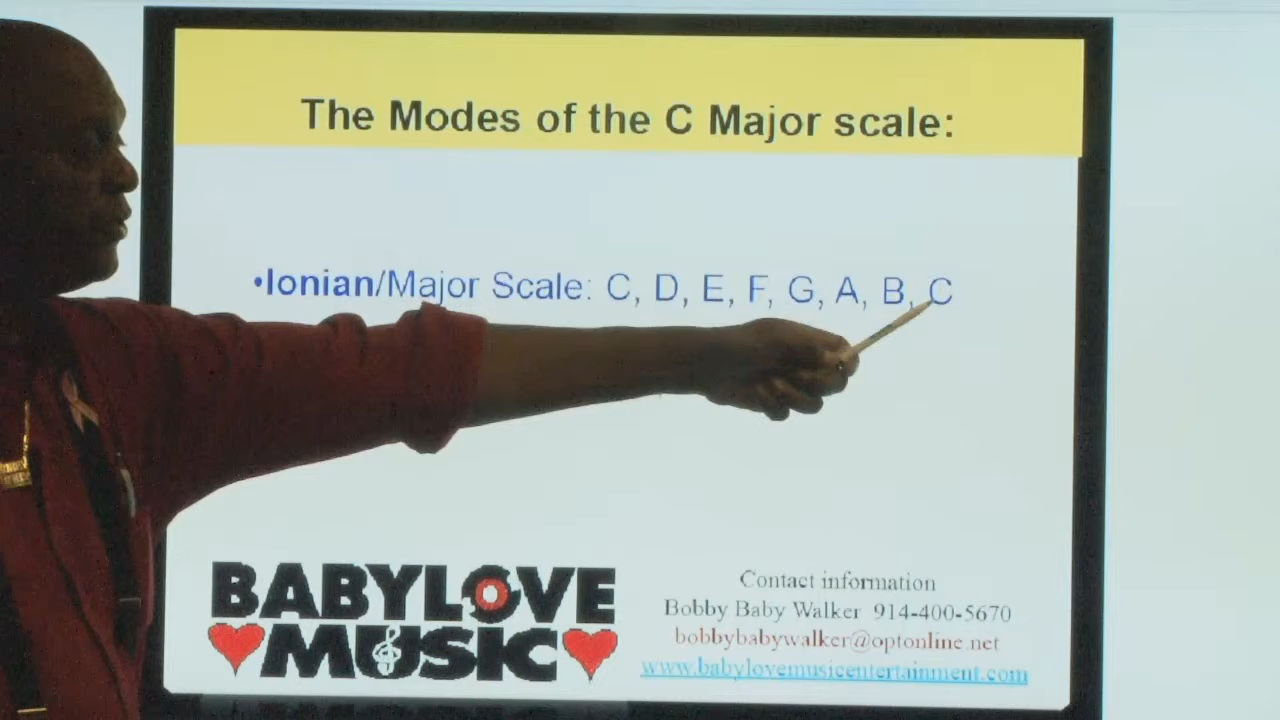 The Modes of the C Major scale:
•Ionian/Major Scale: C, D, E, F, G, A, B, C
BABYLOVE
MUSIC
Contact information
Bobby Baby Walker 914-400-5670
bobbybabywalker@optonline.net
www.babylovemusicentertainment.com